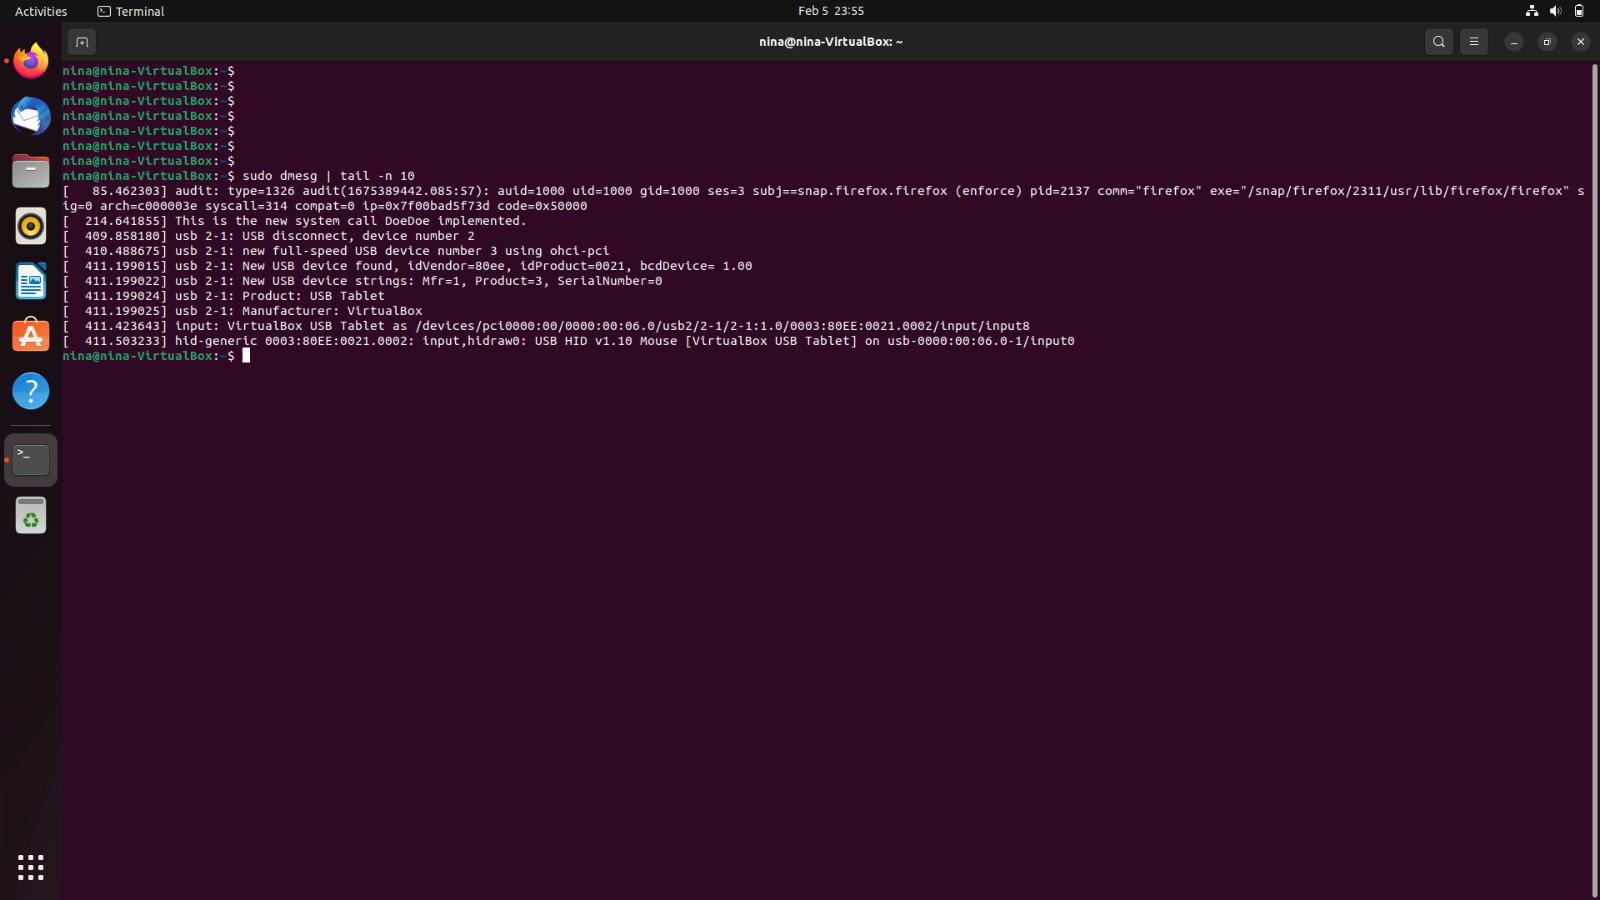 Activities
Terminal
Feb 5 23:55
nina@nina-VirtualBox: ~
nina@nina-VirtualBox:~$
nina@nina-VirtualBox:~$
nina@nina-VirtualBox:~$
nina@nina-VirtualBox:~$
nina@nina-VirtualBox:~$
nina@nina-VirtualBox:~$
nina@nina-VirtualBox:~$
nina@nina-VirtualBox:~$ sudo dmesg | tail -n 10
[   85.462303] audit: type=1326 audit(1675389442.085:57): auid=1000 uid=1000 gid=1000 ses=3 subj==snap.firefox.firefox (enforce) pid=2137 comm="firefox" exe="/snap/firefox/2311/usr/lib/firefox/firefox" s
ig=0 arch=c000003e syscall=314 compat=0 ip=0x7f00bad5f73d code=0x50000
[  214.641855] This is the new system call DoeDoe implemented.
[  409.858180] usb 2-1: USB disconnect, device number 2
[  410.488675] usb 2-1: new full-speed USB device number 3 using ohci-pci
[  411.199015] usb 2-1: New USB device found, idVendor=80ee, idProduct=0021, bcdDevice= 1.00
[  411.199022] usb 2-1: New USB device strings: Mfr=1, Product=3, SerialNumber=0
[  411.199024] usb 2-1: Product: USB Tablet
[  411.199025] usb 2-1: Manufacturer: VirtualBox
[  411.423643] input: VirtualBox USB Tablet as /devices/pci0000:00/0000:00:06.0/usb2/2-1/2-1:1.0/0003:80EE:0021.0002/input/input8
[  411.503233] hid-generic 0003:80EE:0021.0002: input,hidraw0: USB HID v1.10 Mouse [VirtualBox USB Tablet] on usb-0000:00:06.0-1/input0
nina@nina-VirtualBox:~$